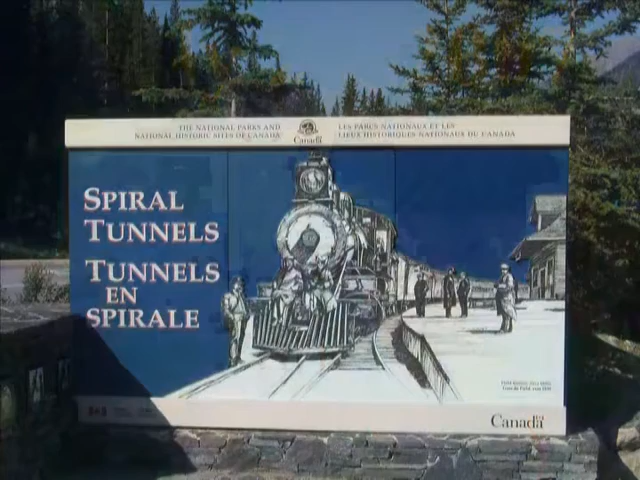 THE NATIONAL PARKS AND
NATIONAL HISTORIC SITES OF CANADA
Canada
LES PARCS NATIONAUX ET LES
LIEUX HISTORIQUES NATIONAUX DU CANADA
SPIRAL
TUNNELS
TUNNELS
EN
SPIRALE
Canada